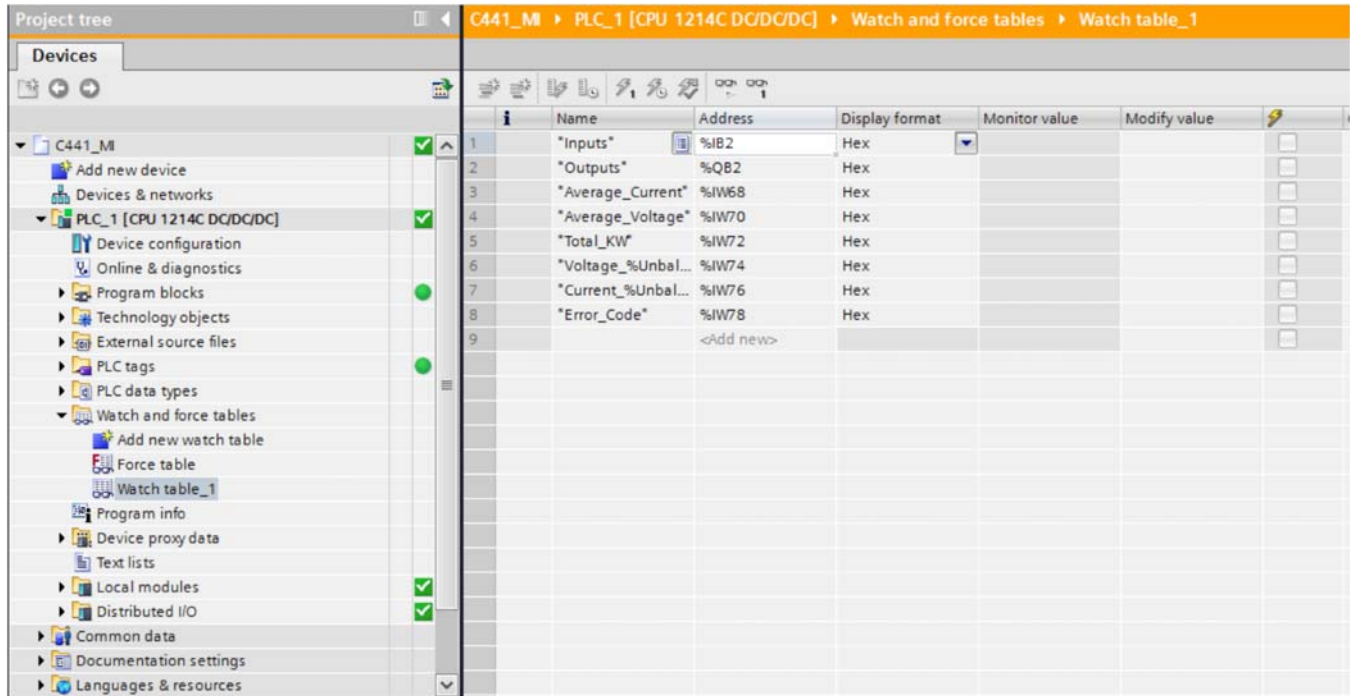 Project tree
Devices
C441_MI
Add new device
Devices & networks
PLC_1 [CPU 1214C DC/DC/DC]
Device configuration
Online & diagnostics
Program blocks
Technology objects
External source files
PLC tags
PLC data types
Watch and force tables
Add new watch table
Force table
Watch table_1
Program info
Device proxy data
Text lists
Local modules
Distributed I/O
Common data
Documentation settings
Languages & resources
C441_MI PLC_1 [CPU 1214C DC/DC/DC] Watch and force tables Watch table_1
i Name Address Display format Monitor value Modify value
1 "Inputs" %IB2 Hex
2 "Outputs" %QB2 Hex
3 "Average_Current" %IW68 Hex
4 "Average_Voltage" %IW70 Hex
5 "Total_KW" %IW72 Hex
6 "Voltage_%Unbal... %IW74 Hex
7 "Current_%Unbal... %IW76 Hex
8 "Error_Code" %IW78 Hex
9 <Add new>